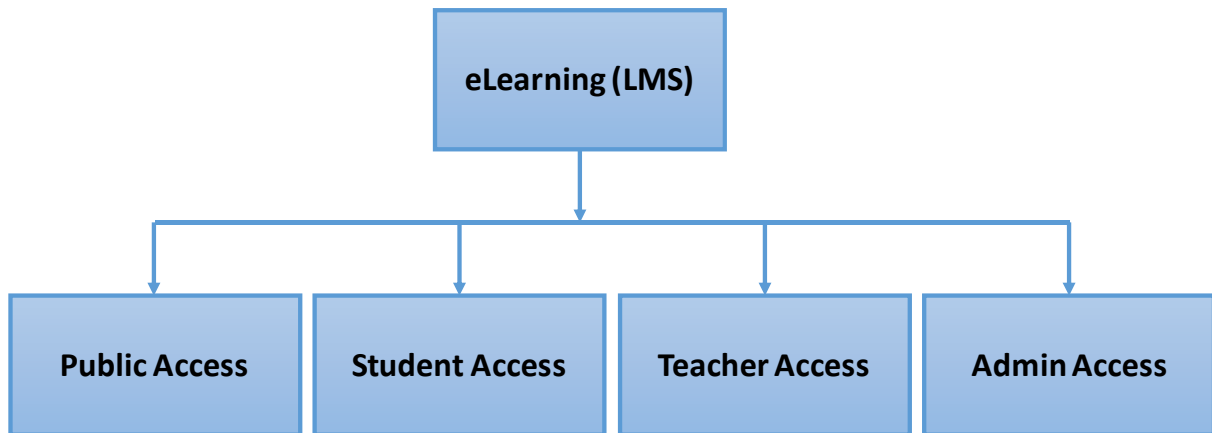 eLearning (LMS)
Public Access
Student Access
Teacher Access
Admin Access